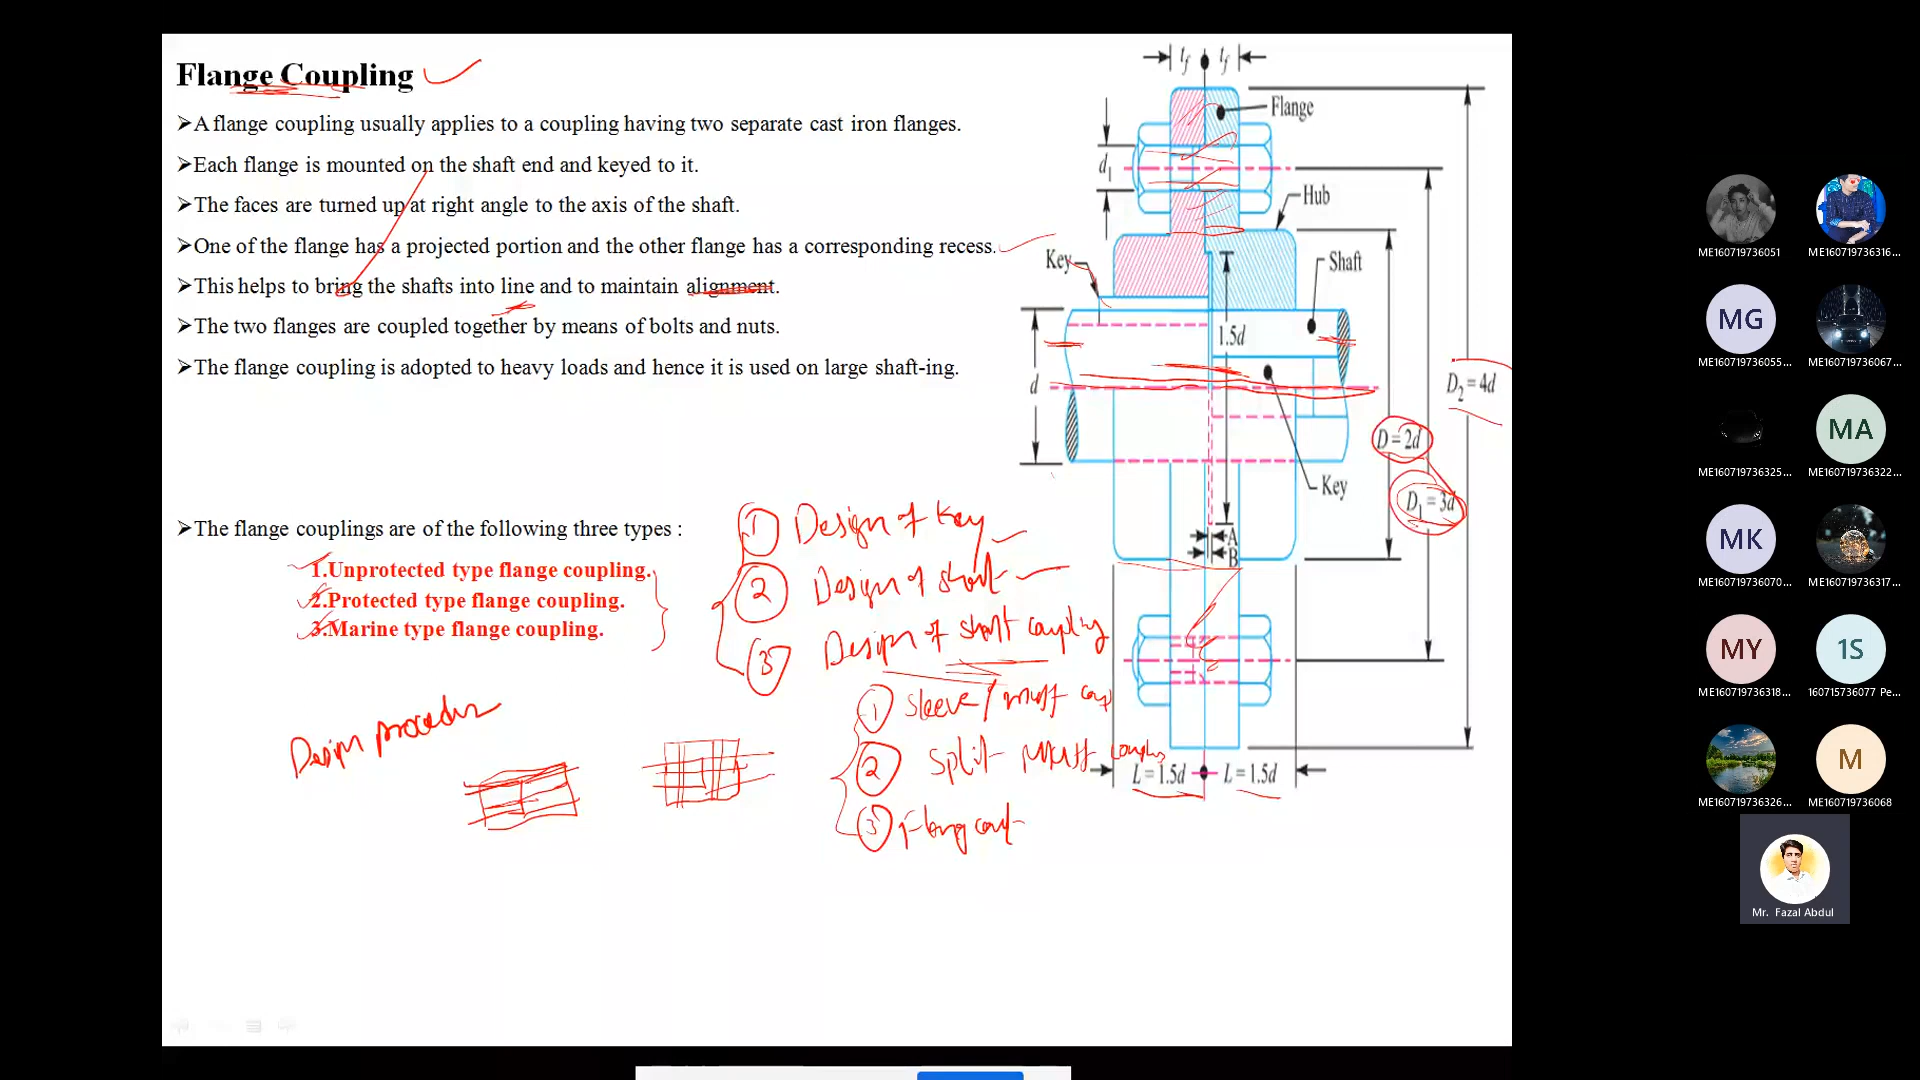 Flange Coupling
➢A flange coupling usually applies to a coupling having two separate cast iron flanges.
➢Each flange is mounted on the shaft end and keyed to it.
➢The faces are turned up at right angle to the axis of the shaft.
➢One of the flange has a projected portion and the other flange has a corresponding recess.
➢This helps to bring the shafts into line and to maintain alignment.
➢The two flanges are coupled together by means of bolts and nuts.
➢The flange coupling is adopted to heavy loads and hence it is used on large shaft-ing.
➢The flange couplings are of the following three types :
1.Unprotected type flange coupling.
2.Protected type flange coupling.
3.Marine type flange coupling.
1 Design of key
2 Design of shaft
3 Design of shaft coupling
1 Sleeve/muff coup
2 Split muff coupling
3 Flang coup
Design procedur
tf tf
Flange
d1
Hub
Key
Shaft
1.5d
d
D2 = 4d
D = 2d
Key
D1 = 3d
A
B
L = 1.5d L = 1.5d
ME160719736051
ME160719736316...
MG
ME160719736055...
ME160719736067...
MA
ME160719736325...
ME160719736322...
MK
ME160719736070...
ME160719736317...
MY
1S
ME160719736318...
160715736077 Pe...
M
ME160719736326...
ME160719736068
Mr. Fazal Abdul